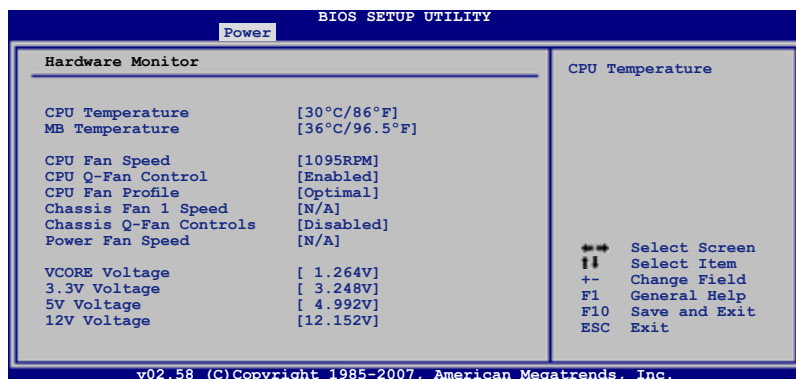 BIOS SETUP UTILITY
Power
Hardware Monitor
CPU Temperature [30°C/86°F]
MB Temperature [36°C/96.5°F]
CPU Fan Speed [1095RPM]
CPU Q-Fan Control [Enabled]
CPU Fan Profile [Optimal]
Chassis Fan 1 Speed [N/A]
Chassis Q-Fan Controls [Disabled]
Power Fan Speed [N/A]
VCORE Voltage [ 1.264V]
3.3V Voltage [ 3.248V]
5V Voltage [ 4.992V]
12V Voltage [12.152V]
CPU Temperature
←→ Select Screen
↑↓ Select Item
+- Change Field
F1 General Help
F10 Save and Exit
ESC Exit
v02.58 (C)Copyright 1985-2007, American Megatrends, Inc.